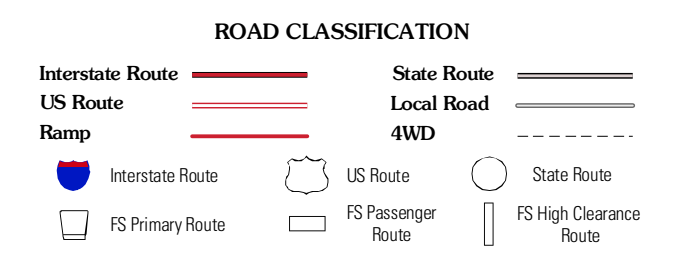 ROAD CLASSIFICATION
Interstate Route State Route
US Route Local Road
Ramp 4WD
Interstate Route US Route State Route
FS Primary Route FS Passenger Route FS High Clearance Route